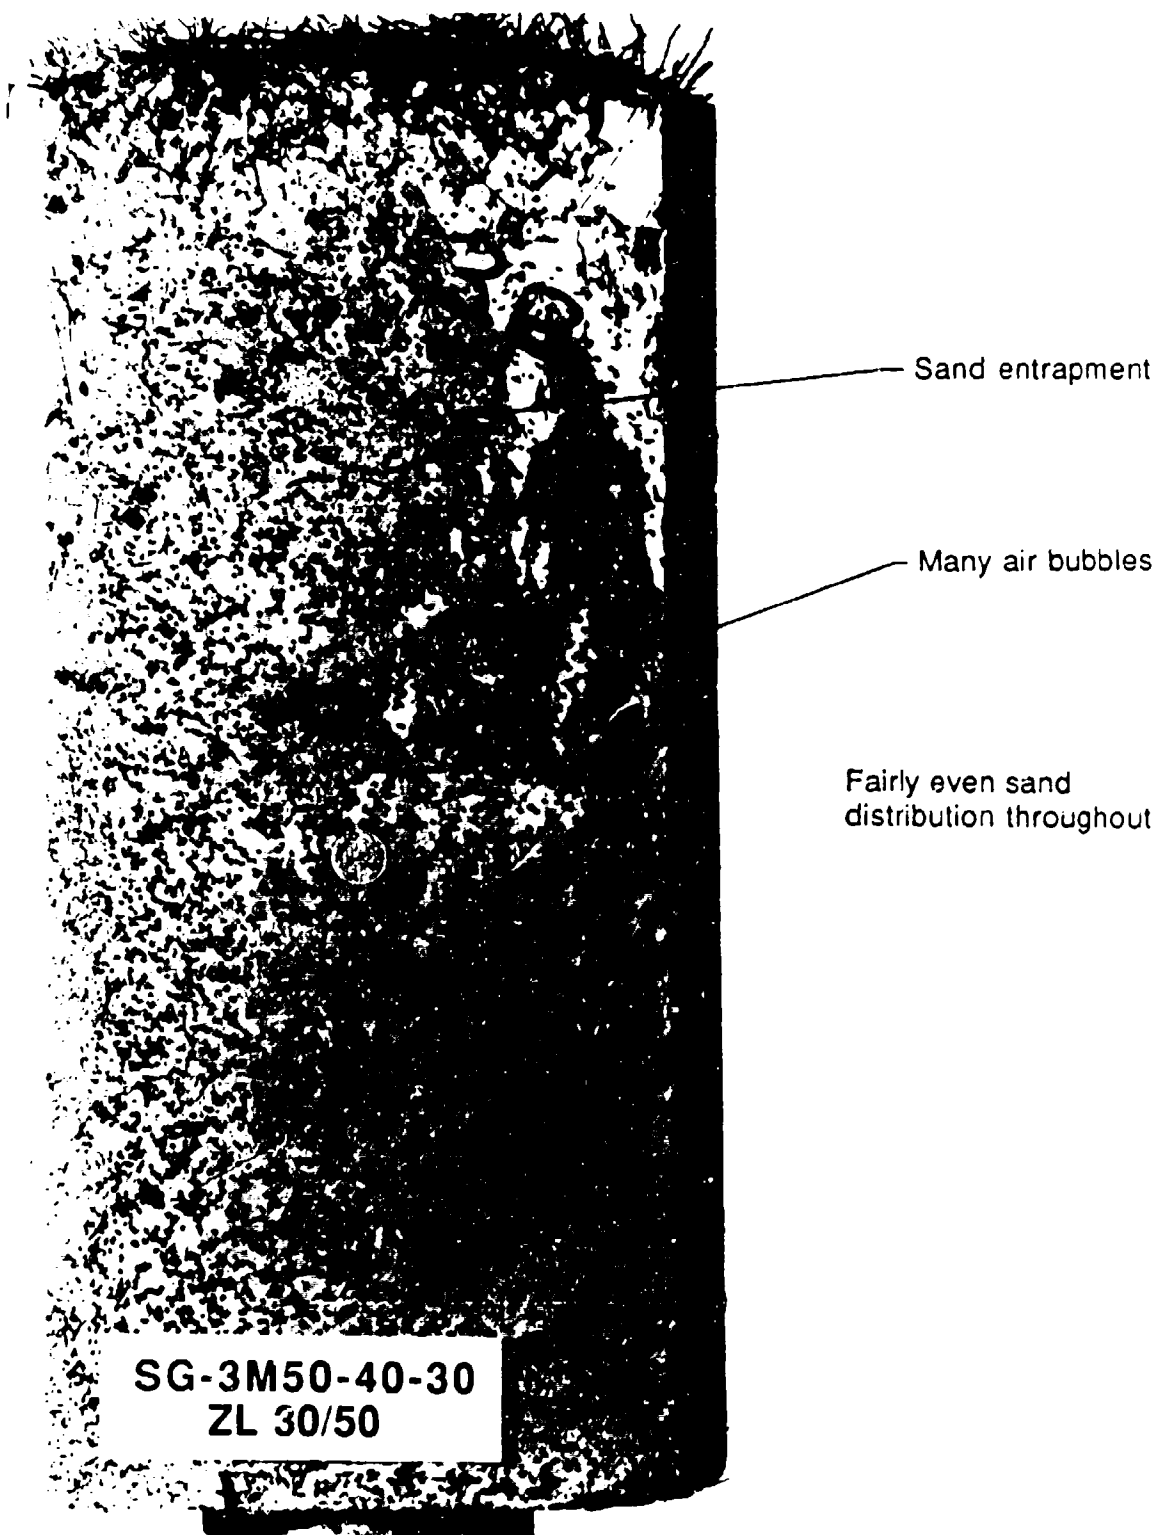 Sand entrapment
Many air bubbles
Fairly even sand
distribution throughout
SG-3M50-40-30
ZL 30/50